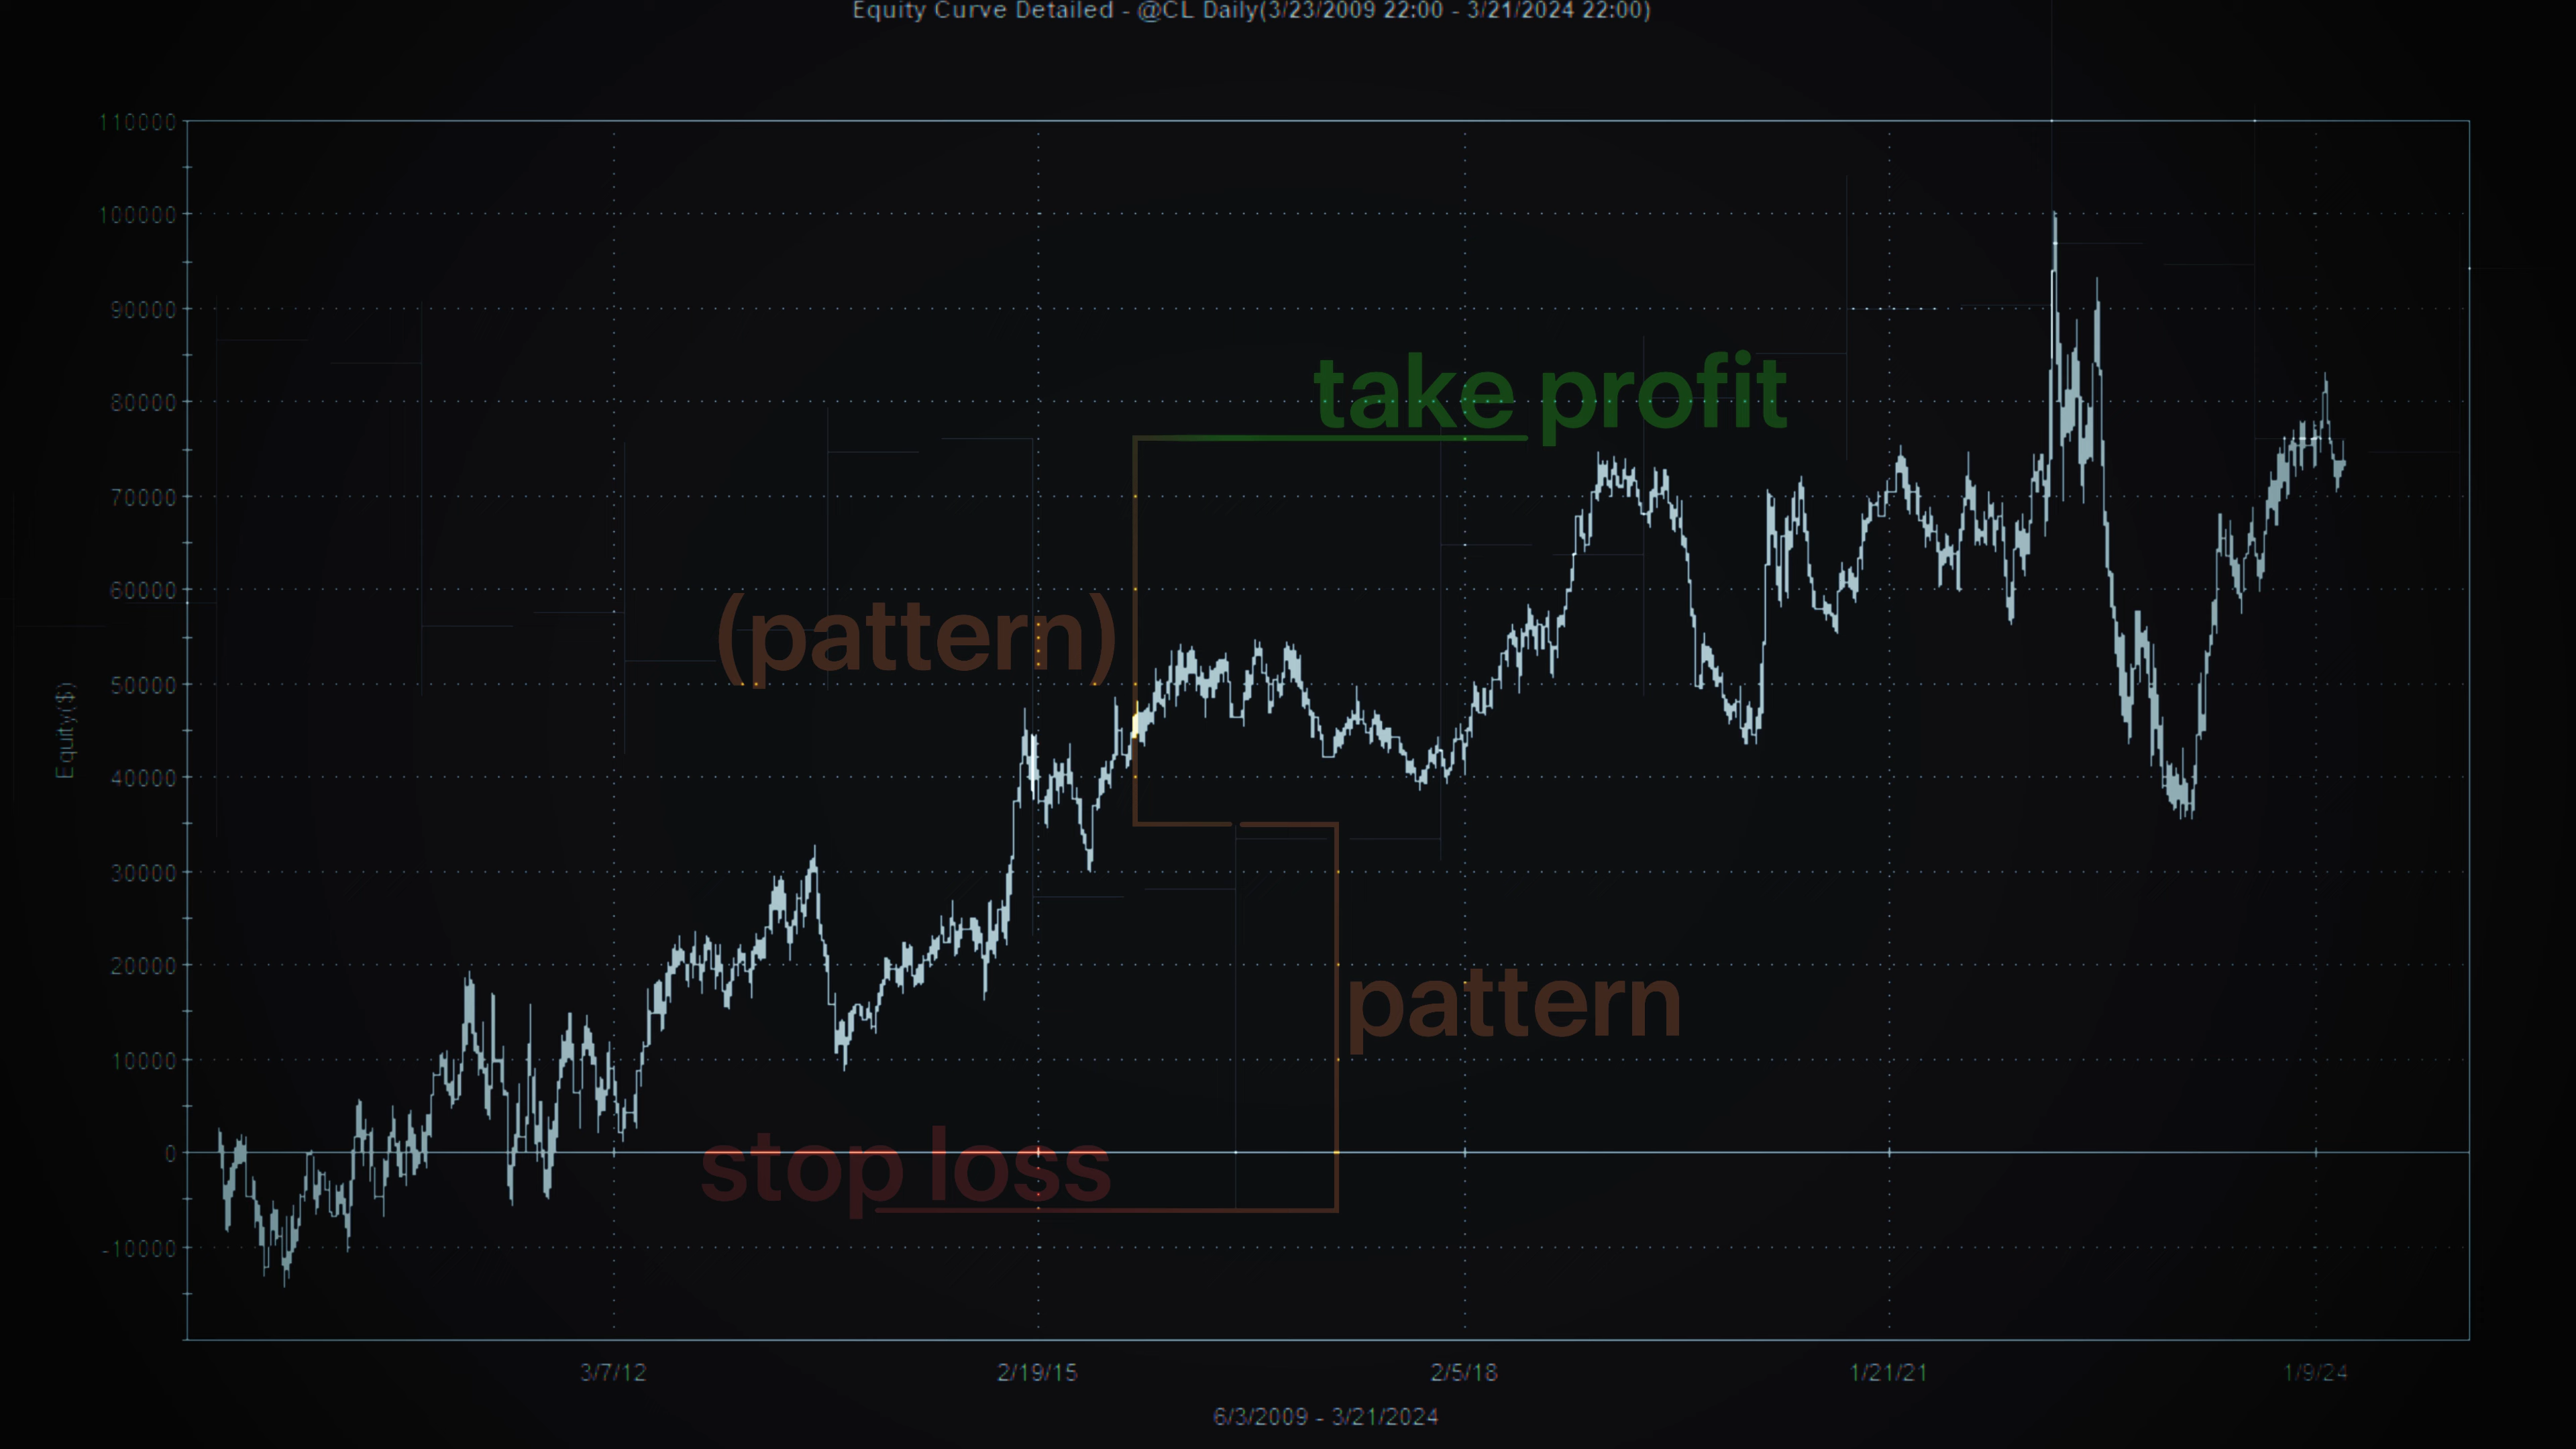 Equity Curve Detailed - @CL Daily(3/23/2009 22:00 - 3/21/2024 22:00)
110000
100000
90000
80000
70000
60000
50000
40000
30000
20000
10000
0
-10000
Equity($)
take profit
(pattern)
pattern
stop loss
3/7/12
2/19/15
2/5/18
1/21/21
1/9/24
6/3/2009 - 3/21/2024